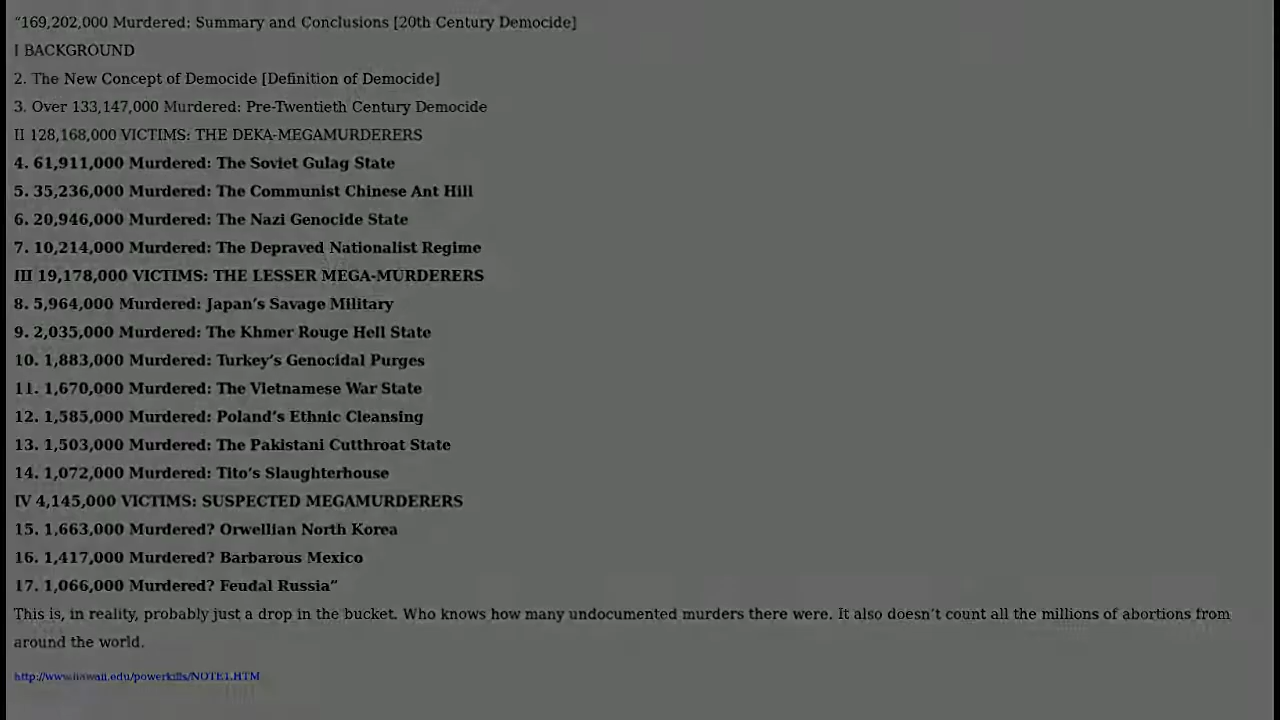 “169,202,000 Murdered: Summary and Conclusions [20th Century Democide]
I BACKGROUND
2. The New Concept of Democide [Definition of Democide]
3. Over 133,147,000 Murdered: Pre-Twentieth Century Democide
II 128,168,000 VICTIMS: THE DEKA-MEGAMURDERERS
4. 61,911,000 Murdered: The Soviet Gulag State
5. 35,236,000 Murdered: The Communist Chinese Ant Hill
6. 20,946,000 Murdered: The Nazi Genocide State
7. 10,214,000 Murdered: The Depraved Nationalist Regime
III 19,178,000 VICTIMS: THE LESSER MEGA-MURDERERS
8. 5,964,000 Murdered: Japan’s Savage Military
9. 2,035,000 Murdered: The Khmer Rouge Hell State
10. 1,883,000 Murdered: Turkey’s Genocidal Purges
11. 1,670,000 Murdered: The Vietnamese War State
12. 1,585,000 Murdered: Poland’s Ethnic Cleansing
13. 1,503,000 Murdered: The Pakistani Cutthroat State
14. 1,072,000 Murdered: Tito’s Slaughterhouse
IV 4,145,000 VICTIMS: SUSPECTED MEGAMURDERERS
15. 1,663,000 Murdered? Orwellian North Korea
16. 1,417,000 Murdered? Barbarous Mexico
17. 1,066,000 Murdered? Feudal Russia”
This is, in reality, probably just a drop in the bucket. Who knows how many undocumented murders there were. It also doesn’t count all the millions of abortions from
around the world.
http://www.hawaii.edu/powerkills/NOTE1.HTM